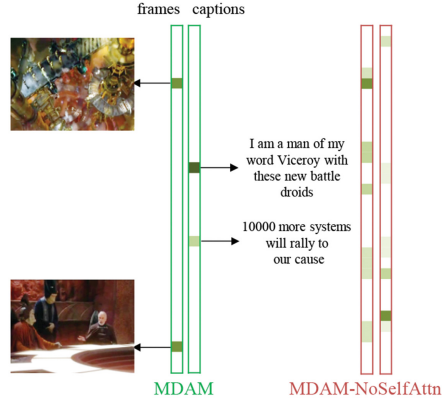 frames captions
I am a man of my
word Viceroy with
these new battle
droids
10000 more systems
will rally to
our cause
MDAM
MDAM-NoSelfAttn